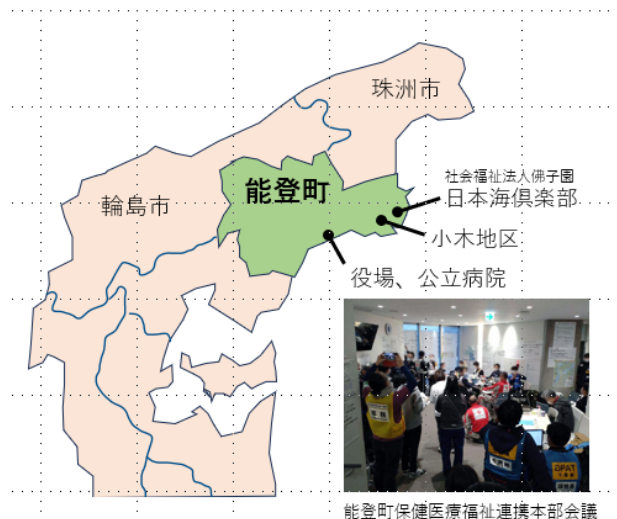 珠洲市
能登町
輪島市
社会福祉法人佛子園
日本海倶楽部
小木地区
役場、公立病院
DPAT
能登町保健医療福祉連携本部会議